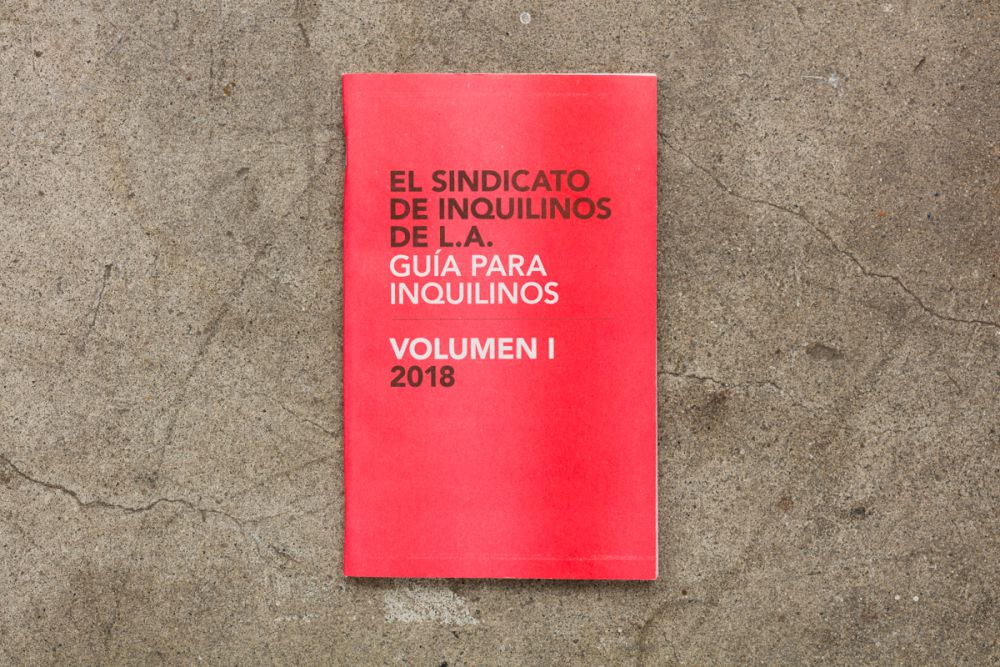 EL SINDICATO
DE INQUILINOS
DE L.A.
GUÍA PARA
INQUILINOS
VOLUMEN I
2018